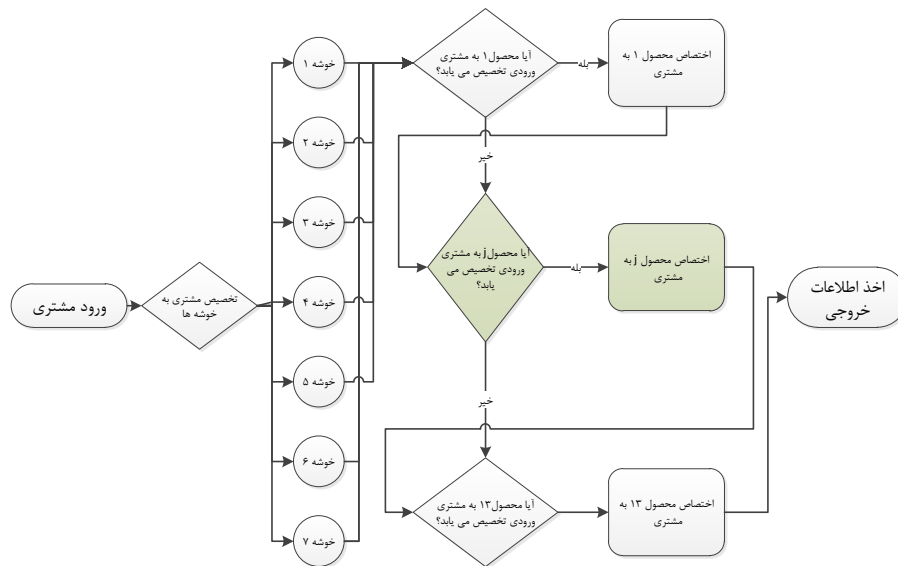 ورود مشتری
تخصیص مشتری به
خوشه ها
خوشه ۱
خوشه ۲
خوشه ۳
خوشه ۴
خوشه ۵
خوشه ۶
خوشه ۷
آیا محصول۱ به مشتری
ورودی تخصیص می یابد؟
بله
اختصاص محصول ۱ به
مشتری
خیر
آیا محصولj به مشتری
ورودی تخصیص می
یابد؟
بله
اختصاص محصول j به
مشتری
خیر
آیا محصول۱۳ به مشتری
ورودی تخصیص می یابد؟
اختصاص محصول ۱۳ به
مشتری
اخذ اطلاعات
خروجی